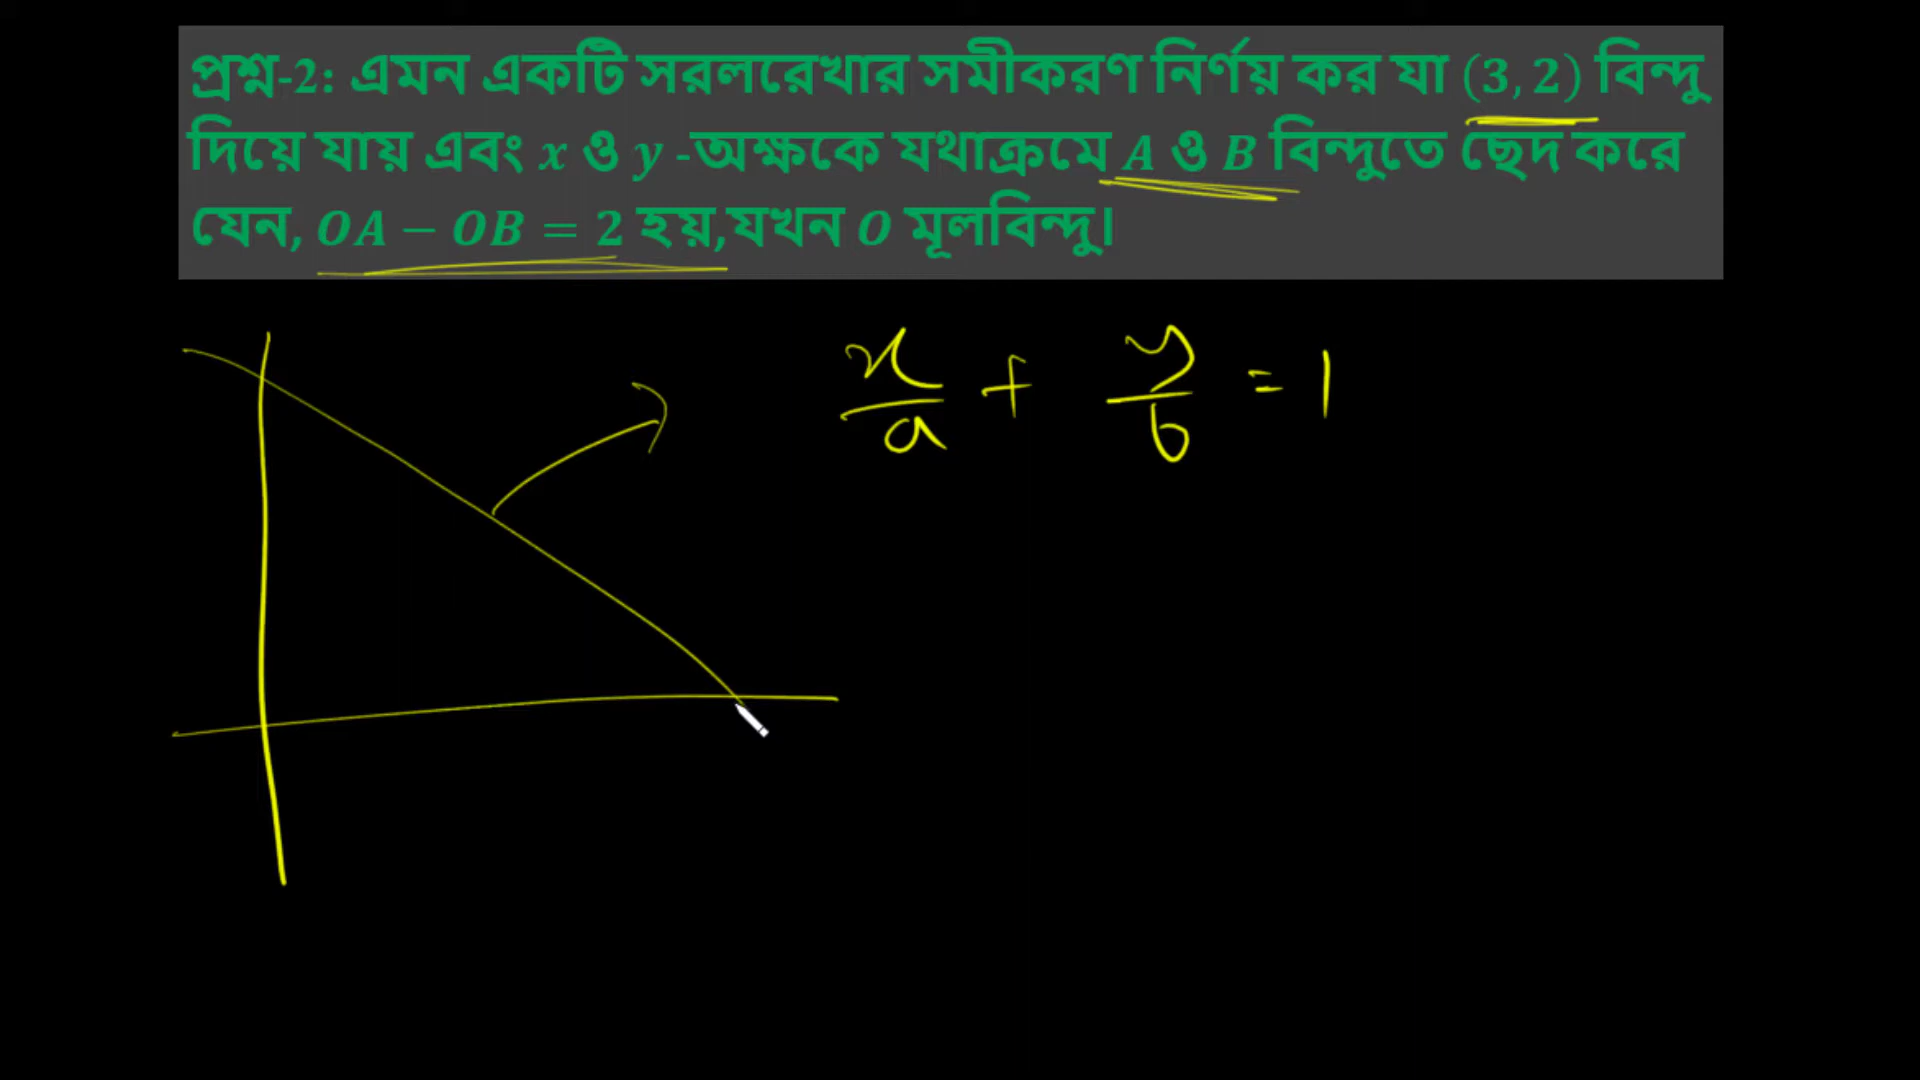 প্রশ্ন-2: এমন একটি সরলরেখার সমীকরণ নির্ণয় কর যা (3, 2) বিন্দু
দিয়ে যায় এবং x ও y -অক্ষকে যথাক্রমে A ও B বিন্দুতে ছেদ করে
যেন, OA − OB = 2 হয়,যখন O মূলবিন্দু।
x/a + y/b = 1